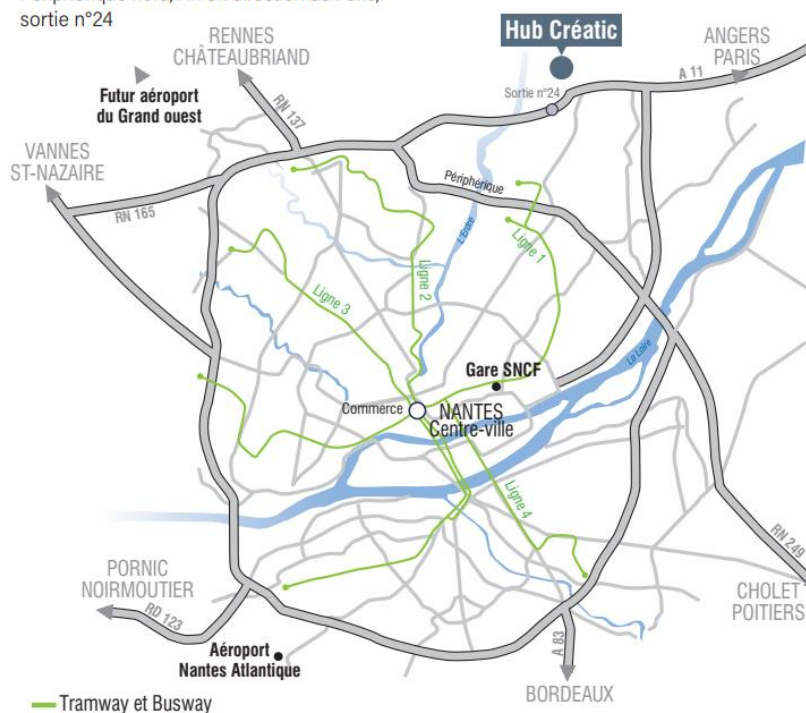 sortie n°24
Hub Créatic
RENNES
CHÂTEAUBRIAND
ANGERS
PARIS
A 11
Sortie n°24
Futur aéroport
du Grand ouest
RN 137
VANNES
ST-NAZAIRE
Périphérique
RN 165
L'Erdre
Ligne 1
Ligne 2
Ligne 3
La Loire
Gare SNCF
Commerce
NANTES
Centre-ville
Ligne 4
RN 249
PORNIC
NOIRMOUTIER
CHOLET
POITIERS
RD 123
A 83
Aéroport
Nantes Atlantique
BORDEAUX
Tramway et Busway